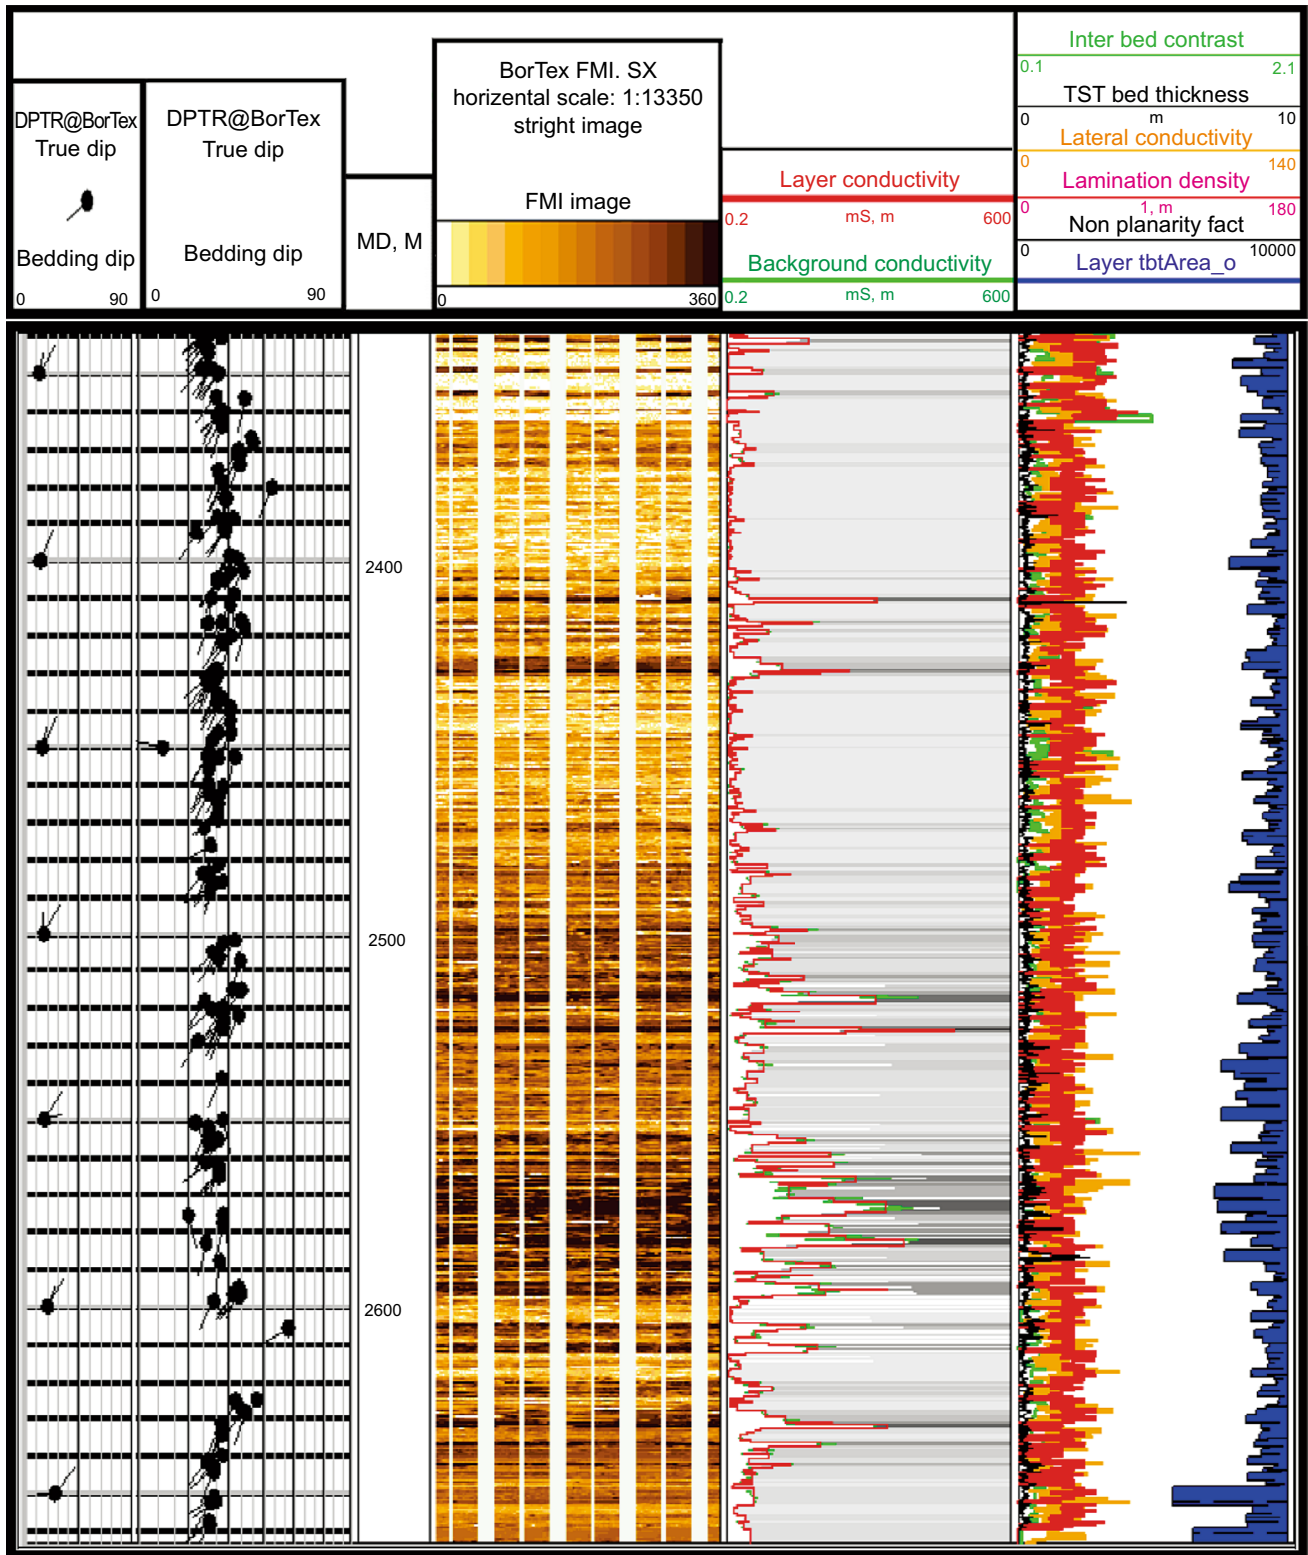 DPTR@BorTex
True dip
Bedding dip
0 90
DPTR@BorTex
True dip
Bedding dip
0 90
MD, M
BorTex FMI. SX
horizental scale: 1:13350
stright image
FMI image
0 360
Layer conductivity
0.2 mS, m 600
Background conductivity
0.2 mS, m 600
Inter bed contrast
0.1 2.1
TST bed thickness
0 m 10
Lateral conductivity
0 140
Lamination density
0 1, m 180
Non planarity fact
0 10000
Layer tbtArea_o
2400
2500
2600